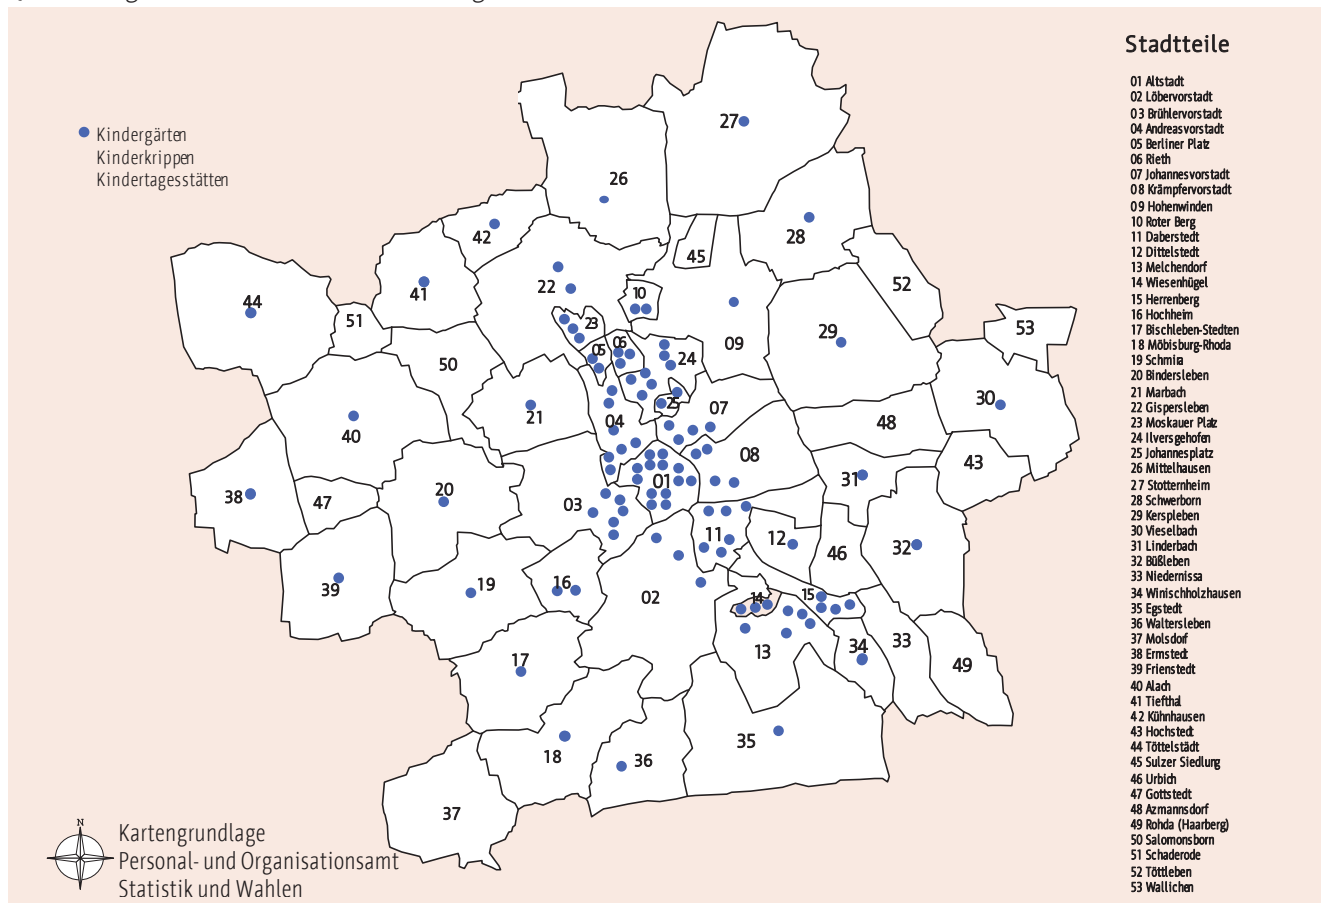 Stadtteile
01 Altstadt
02 Löbervorstadt
03 Brühlervorstadt
04 Andreasvorstadt
05 Berliner Platz
06 Rieth
07 Johannesvorstadt
08 Krämpfervorstadt
09 Hohenwinden
10 Roter Berg
11 Daberstedt
12 Dittelstedt
13 Melchendorf
14 Wiesenhügel
15 Herrenberg
16 Hochheim
17 Bischleben-Stedten
18 Möbisburg-Rhoda
19 Schmira
20 Bindersleben
21 Marbach
22 Gispersleben
23 Moskauer Platz
24 Ilversgehofen
25 Johannesplatz
26 Mittelhausen
27 Stotternheim
28 Schwerborn
29 Kerspleben
30 Vieselbach
31 Linderbach
32 Büßleben
33 Niedernissa
34 Winischholzhausen
35 Egstedt
36 Waltersleben
37 Molsdorf
38 Ermstedt
39 Frienstedt
40 Alach
41 Tiefthal
42 Kühnhausen
43 Hochstedt
44 Töttelstädt
45 Sulzer Siedlung
46 Urbich
47 Gottstedt
48 Azmannsdorf
49 Rohda (Haarberg)
50 Salomonsborn
51 Schaderode
52 Töttleben
53 Wallichen
Kindergärten
Kinderkrippen
Kindertagesstätten
27
26
42
28
45
52
44
41
22
10
51
23
53
29
09
05
06
24
50
30
25
07
21
04
48
40
08
43
01
31
38
47
20
03
11
12
46
32
39
19
16
02
14
15
33
34
13
49
17
35
18
36
37
N
Kartengrundlage
Personal- und Organisationsamt
Statistik und Wahlen